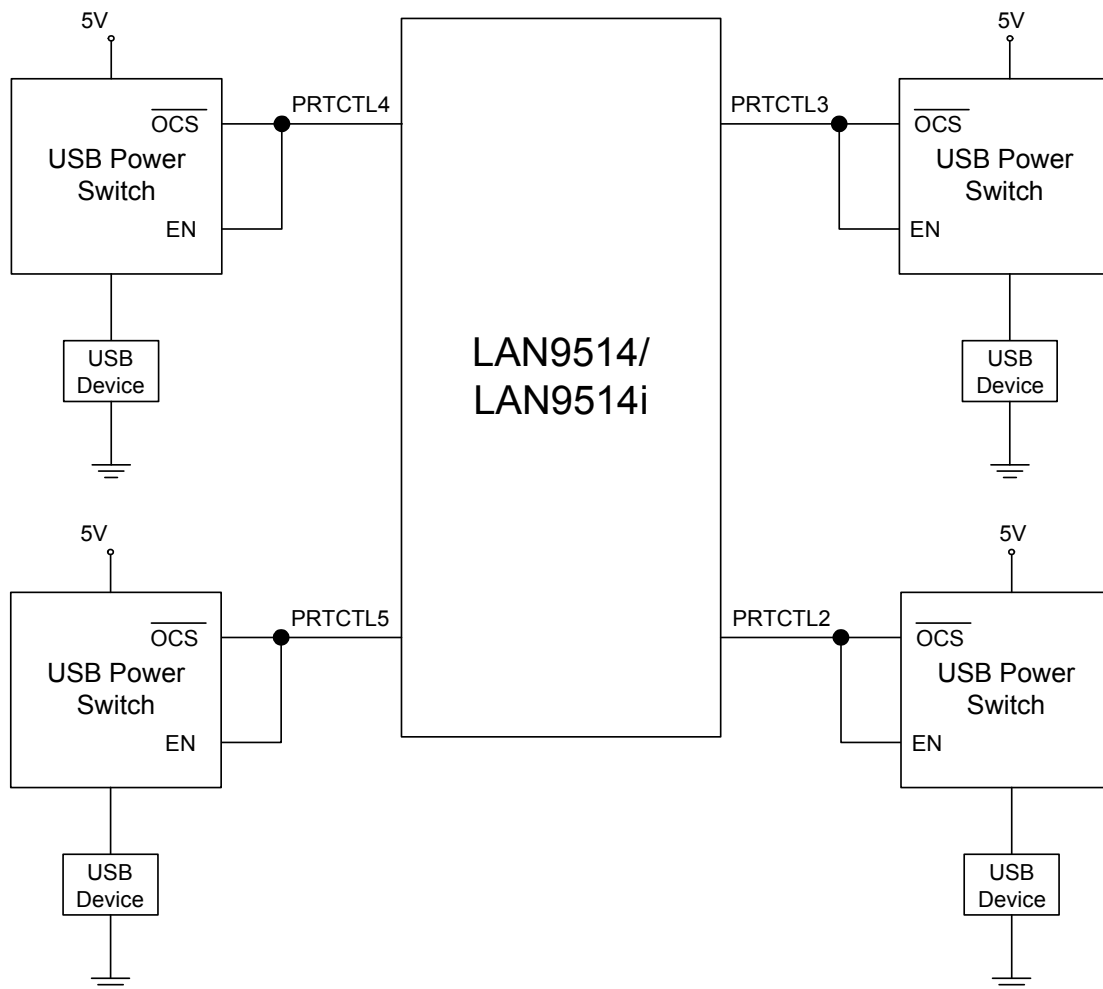 5V
OCS
USB Power
Switch
EN
PRTCTL4
USB
Device
LAN9514/
LAN9514i
5V
PRTCTL3
OCS
USB Power
Switch
EN
USB
Device
5V
OCS
USB Power
Switch
EN
PRTCTL5
USB
Device
5V
PRTCTL2
OCS
USB Power
Switch
EN
USB
Device